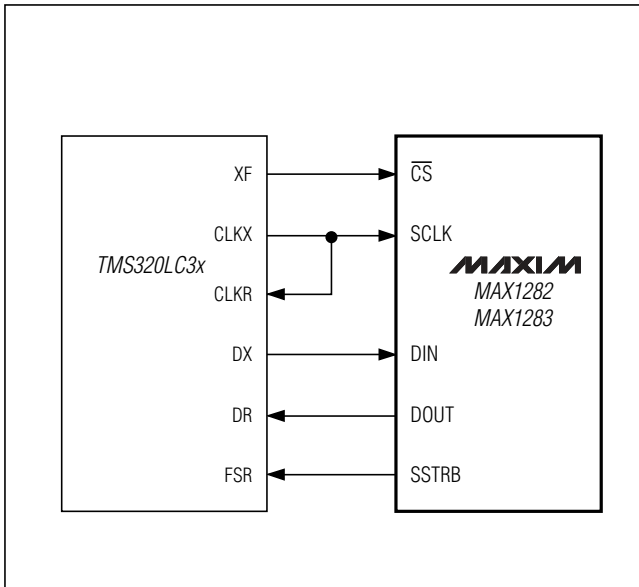 XF
CLKX
CLKR
DX
DR
FSR
TMS320LC3x
CS
SCLK
DIN
DOUT
SSTRB
MAXIM
MAX1282
MAX1283